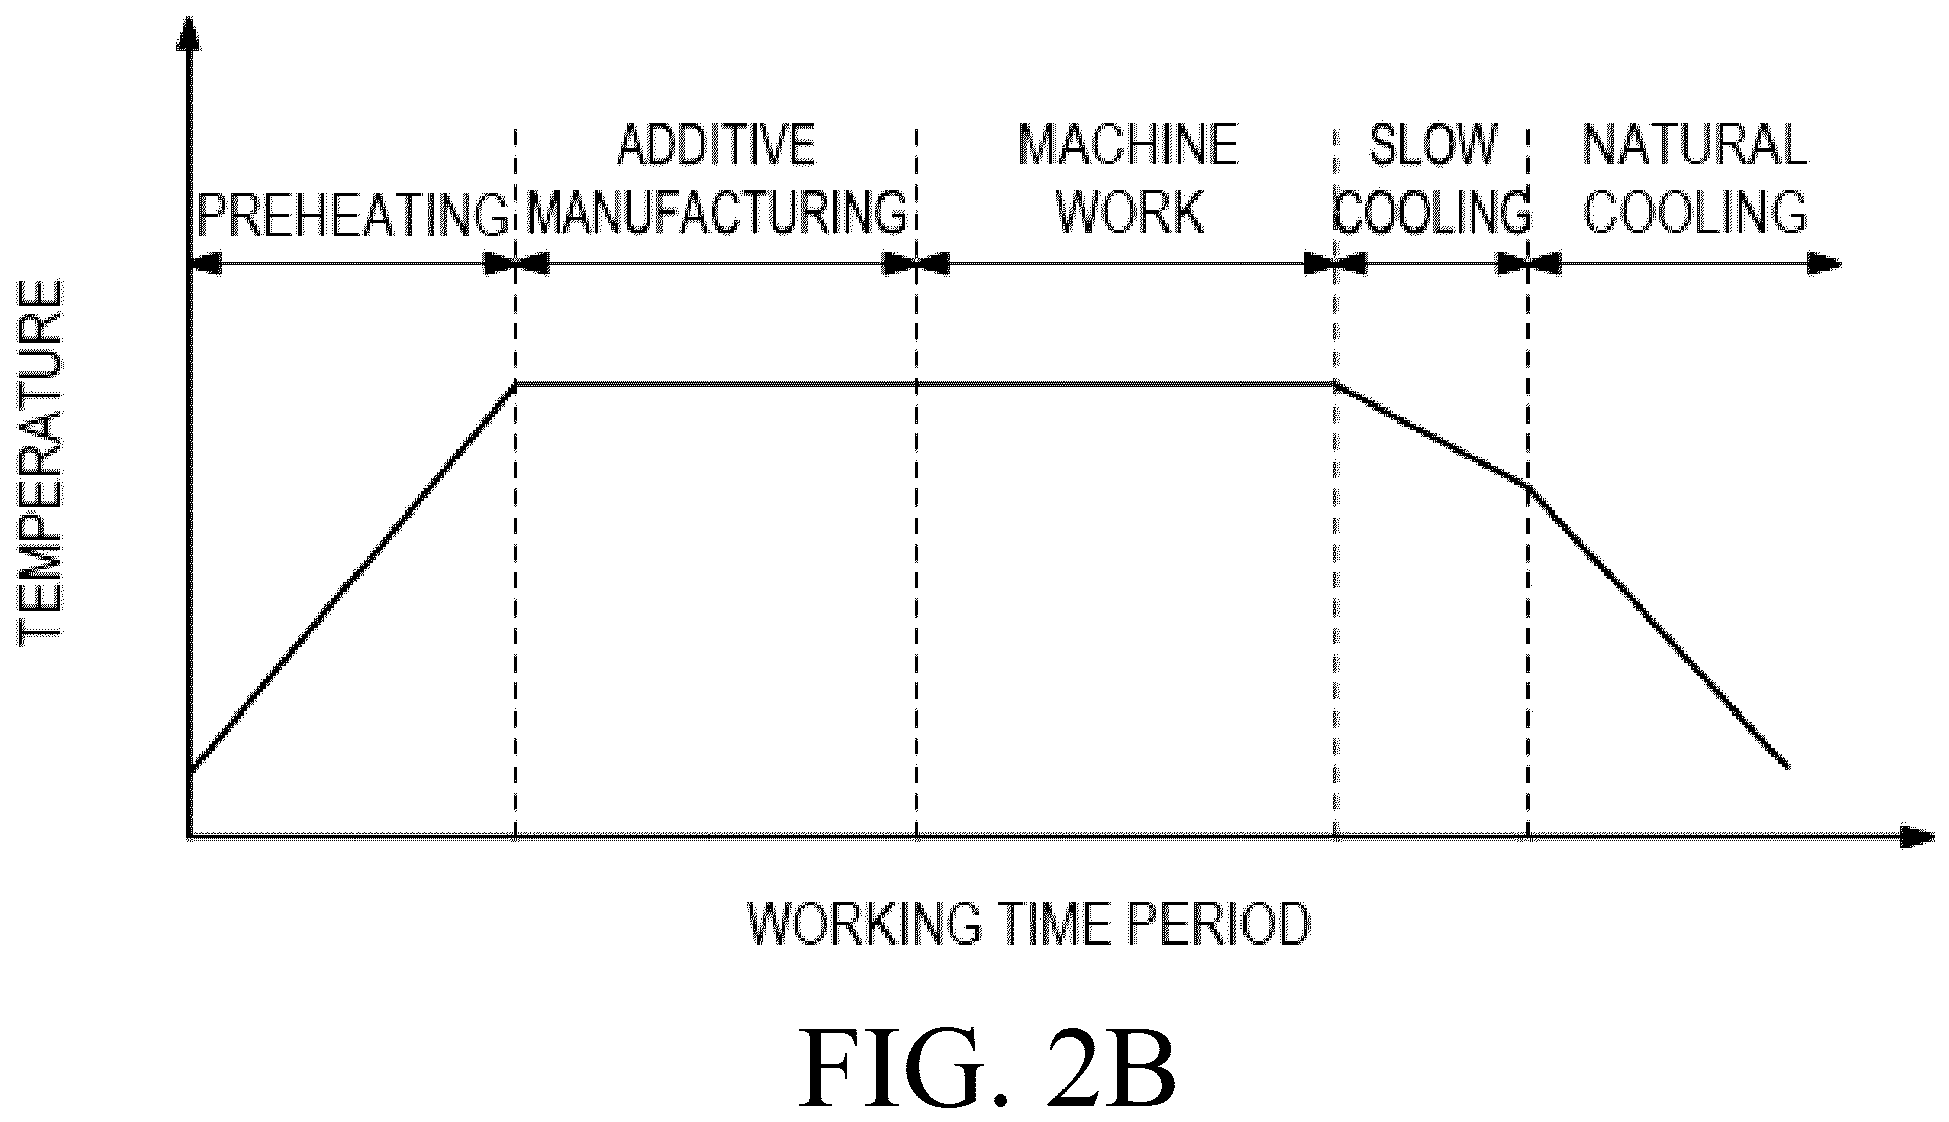 ADDITIVE
MANUFACTURING
MACHINE
WORK
SLOW
COOLING
NATURAL
COOLING
PREHEATING
TEMPERATURE
WORKING TIME PERIOD
FIG. 2B